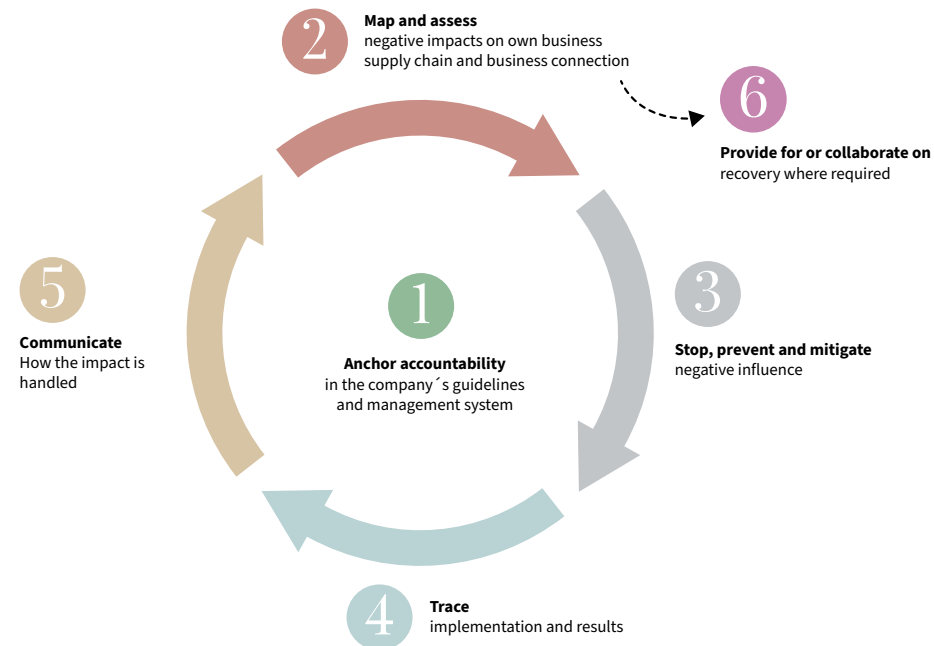 2
Map and assess
negative impacts on own business
supply chain and business connection
6
Provide for or collaborate on
recovery where required
3
Stop, prevent and mitigate
negative influence
1
Anchor accountability
in the company´s guidelines
and management system
5
Communicate
How the impact is
handled
4
Trace
implementation and results